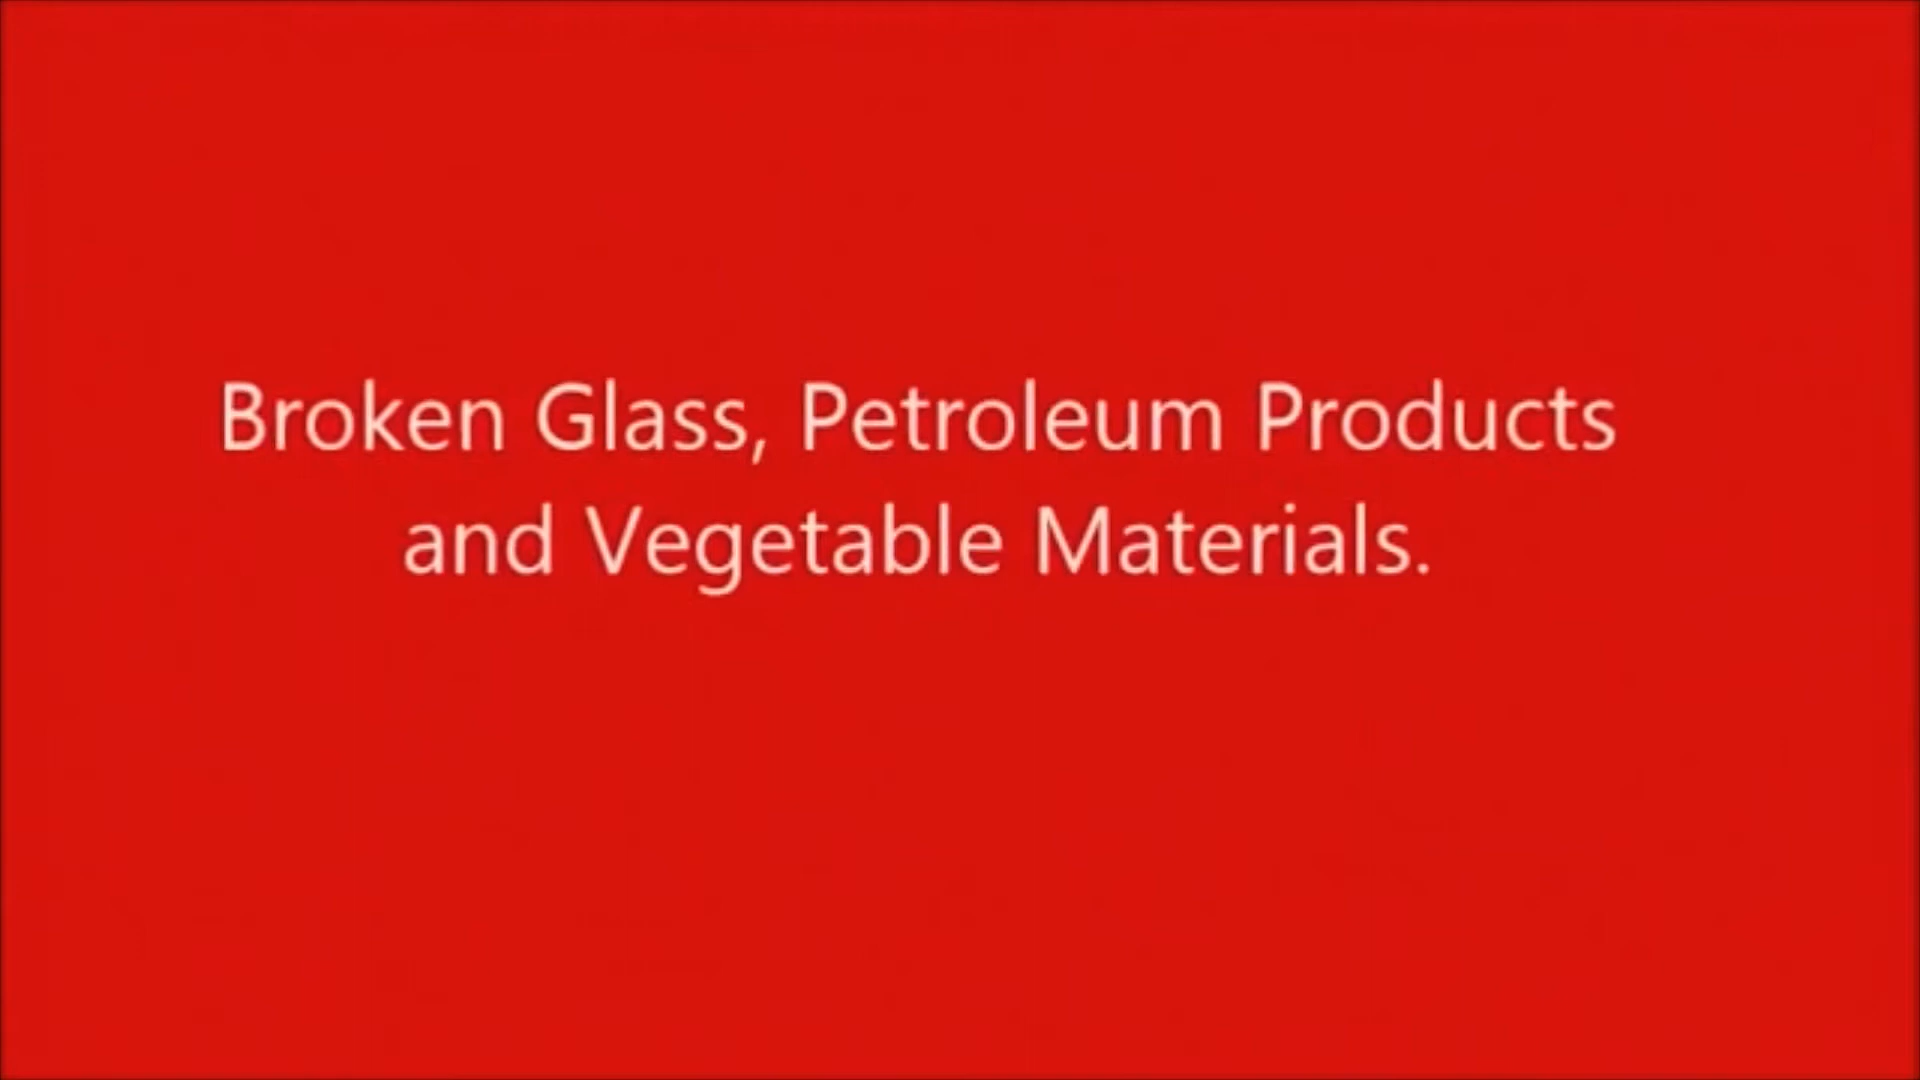 Broken Glass, Petroleum Products
and Vegetable Materials.